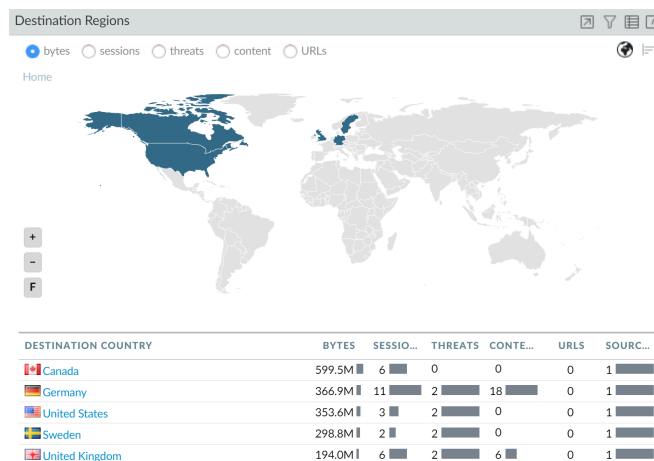 Destination Regions
bytes sessions threats content URLs
Home
+
–
F
DESTINATION COUNTRY BYTES SESSIO... THREATS CONTE... URLS SOURC...
Canada 599.5M 6 0 0 0 1
Germany 366.9M 11 2 18 0 1
United States 353.6M 3 2 0 0 1
Sweden 298.8M 2 2 0 0 1
United Kingdom 194.0M 6 2 6 0 1